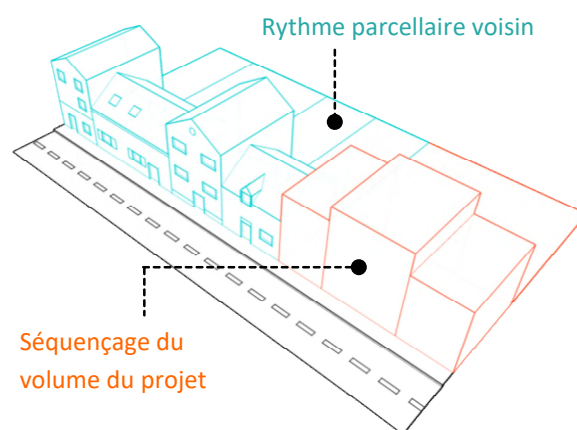 Rythme parcellaire voisin
Séquençage du
volume du projet